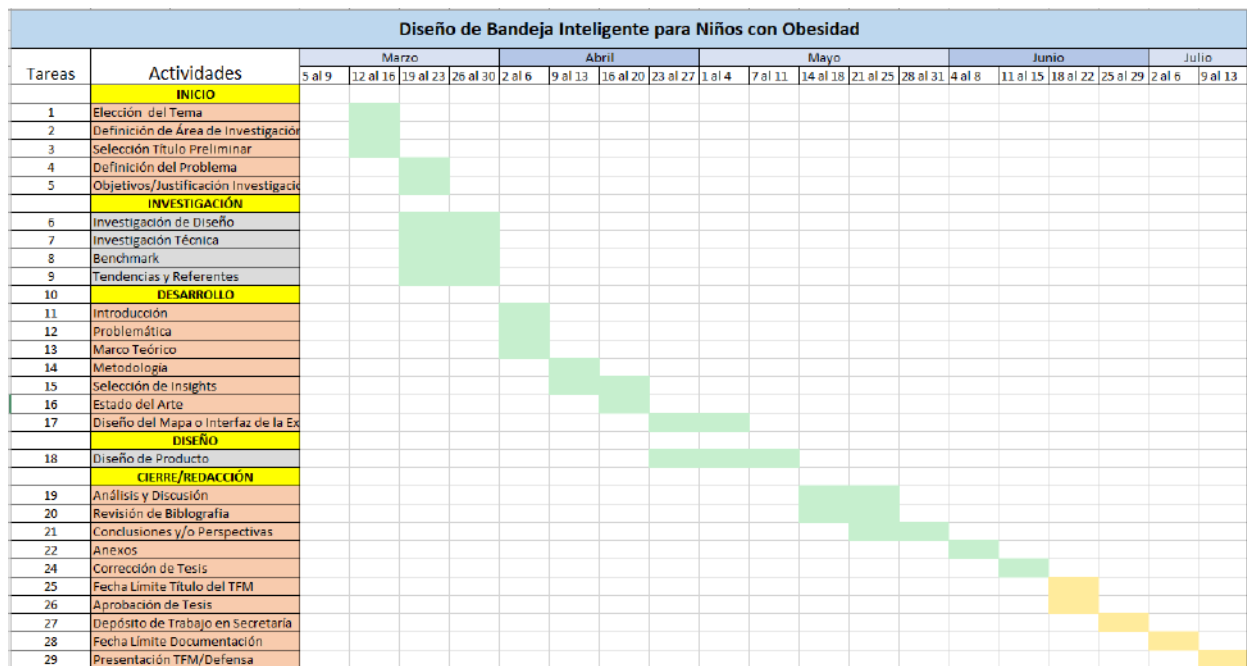 Diseño de Bandeja Inteligente para Niños con Obesidad
Marzo Abril Mayo Junio Julio
Tareas Actividades 5 al 9 12 al 16 19 al 23 26 al 30 2 al 6 9 al 13 16 al 20 23 al 27 1 al 4 7 al 11 14 al 18 21 al 25 28 al 31 4 al 8 11 al 15 18 al 22 25 al 29 2 al 6 9 al 13
INICIO
1 Elección del Tema
2 Definición de Área de Investigación
3 Selección Título Preliminar
4 Definición del Problema
5 Objetivos/Justificación Investigació
INVESTIGACIÓN
6 Investigación de Diseño
7 Investigación Técnica
8 Benchmark
9 Tendencias y Referentes
10 DESARROLLO
11 Introducción
12 Problemática
13 Marco Teórico
14 Metodología
15 Selección de Insights
16 Estado del Arte
17 Diseño del Mapa o Interfaz de la Ex
DISEÑO
18 Diseño de Producto
CIERRE/REDACCIÓN
19 Análisis y Discusión
20 Revisión de Biblografia
21 Conclusiones y/o Perspectivas
22 Anexos
24 Corrección de Tesis
25 Fecha Límite Título del TFM
26 Aprobación de Tesis
27 Depósito de Trabajo en Secretaría
28 Fecha Límite Documentación
29 Presentación TFM/Defensa